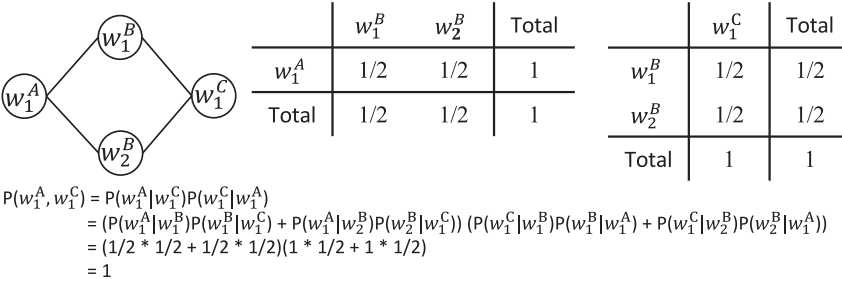 w₁ᴬ
w₁ᴮ
w₂ᴮ
w₁ꟲ
w₁ᴮ w₂ᴮ Total
w₁ᴬ 1/2 1/2 1
Total 1/2 1/2 1
w₁ꟲ Total
w₁ᴮ 1/2 1/2
w₂ᴮ 1/2 1/2
Total 1 1
P(w₁ᴬ, w₁ꟲ) = P(w₁ᴬ|w₁ꟲ)P(w₁ꟲ|w₁ᴬ)
= (P(w₁ᴬ|w₁ᴮ)P(w₁ᴮ|w₁ꟲ) + P(w₁ᴬ|w₂ᴮ)P(w₂ᴮ|w₁ꟲ)) (P(w₁ꟲ|w₁ᴮ)P(w₁ᴮ|w₁ᴬ) + P(w₁ꟲ|w₂ᴮ)P(w₂ᴮ|w₁ᴬ))
= (1/2 * 1/2 + 1/2 * 1/2)(1 * 1/2 + 1 * 1/2)
= 1